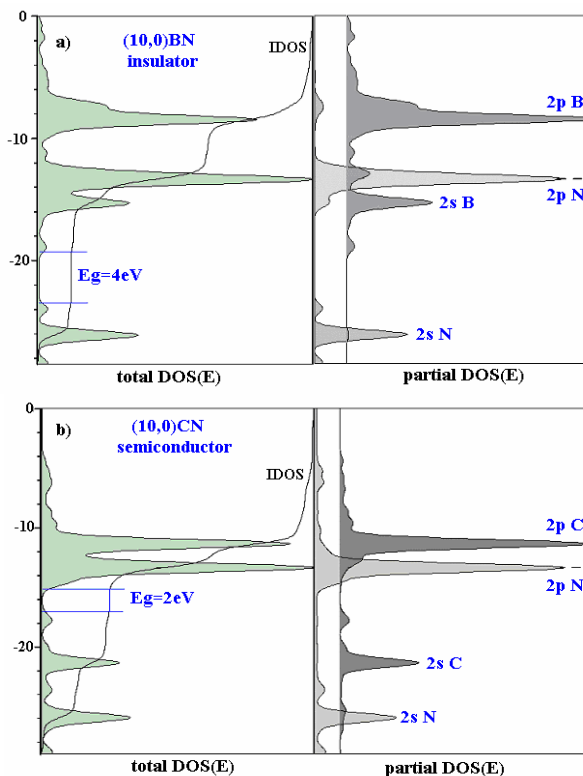 0
a)
(10,0)BN
insulator
IDOS
2p B
-10
2p N
2s B
-20
Eg=4eV
2s N
total DOS(E)
partial DOS(E)
0
b)
(10,0)CN
semiconductor
IDOS
2p C
-10
2p N
Eg=2eV
-20
2s C
2s N
total DOS(E)
partial DOS(E)